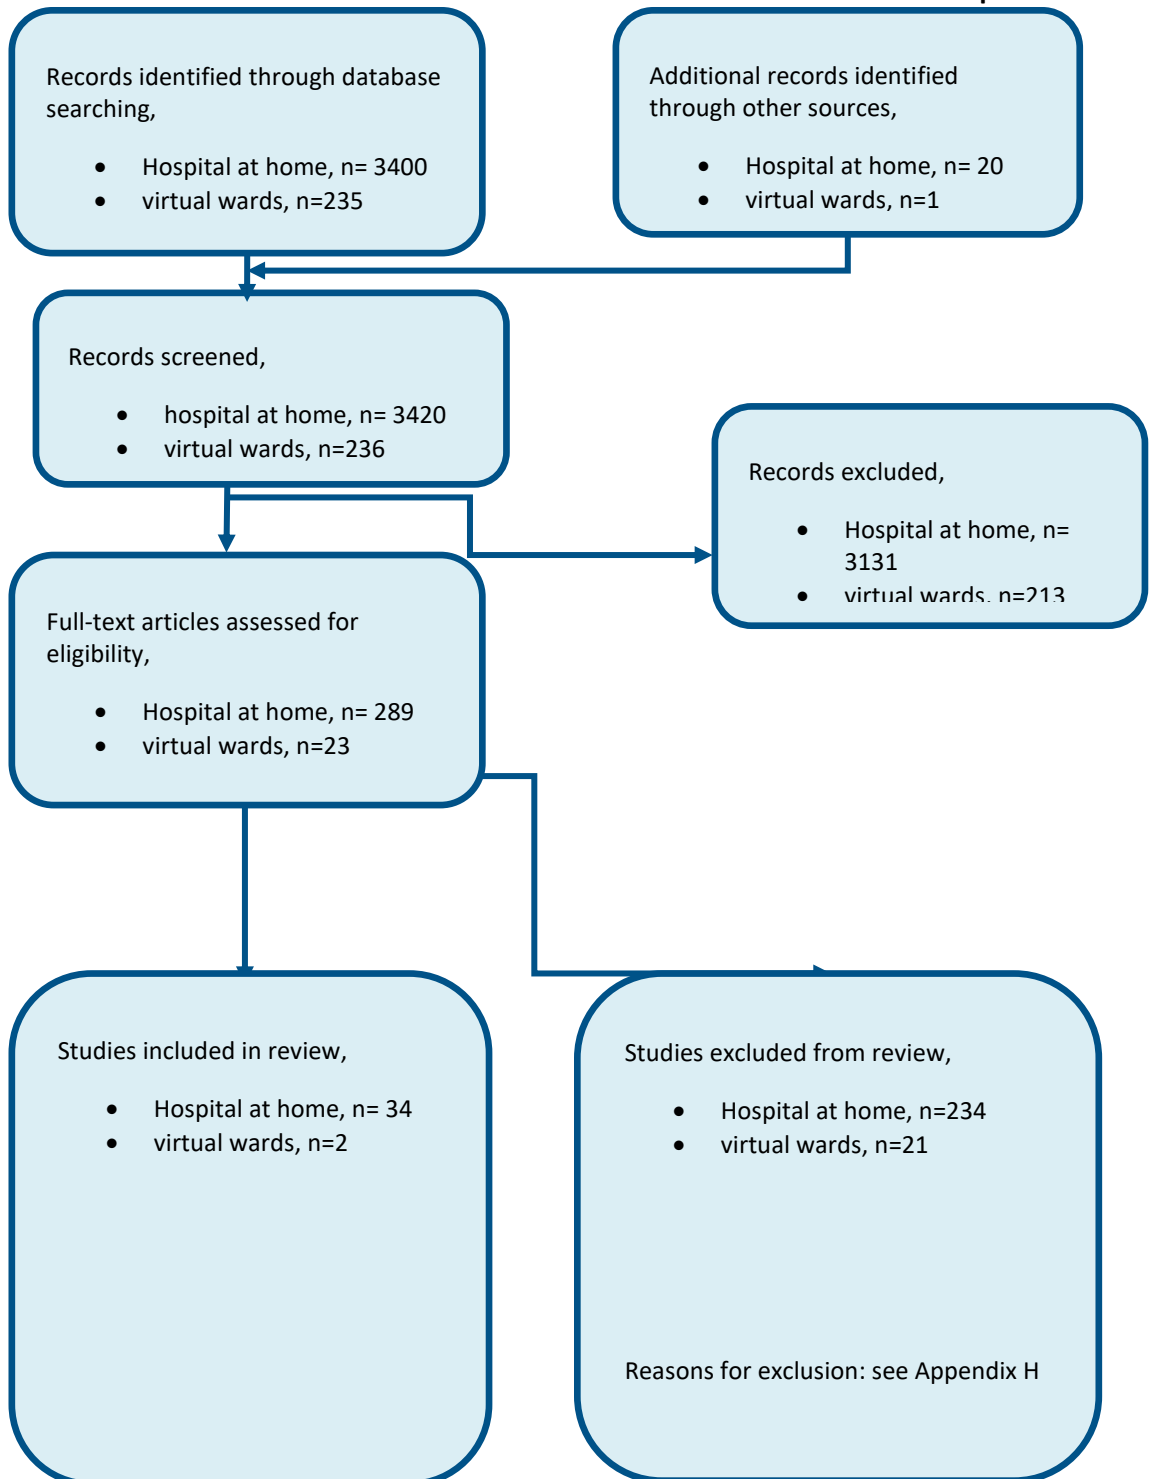 Records identified through database
searching,
• Hospital at home, n= 3400
• virtual wards, n=235
Additional records identified
through other sources,
• Hospital at home, n= 20
• virtual wards, n=1
Records screened,
• hospital at home, n= 3420
• virtual wards, n=236
Records excluded,
• Hospital at home, n=
3131
• virtual wards, n=213
Full-text articles assessed for
eligibility,
• Hospital at home, n= 289
• virtual wards, n=23
Studies included in review,
• Hospital at home, n= 34
• virtual wards, n=2
Studies excluded from review,
• Hospital at home, n=234
• virtual wards, n=21
Reasons for exclusion: see Appendix H